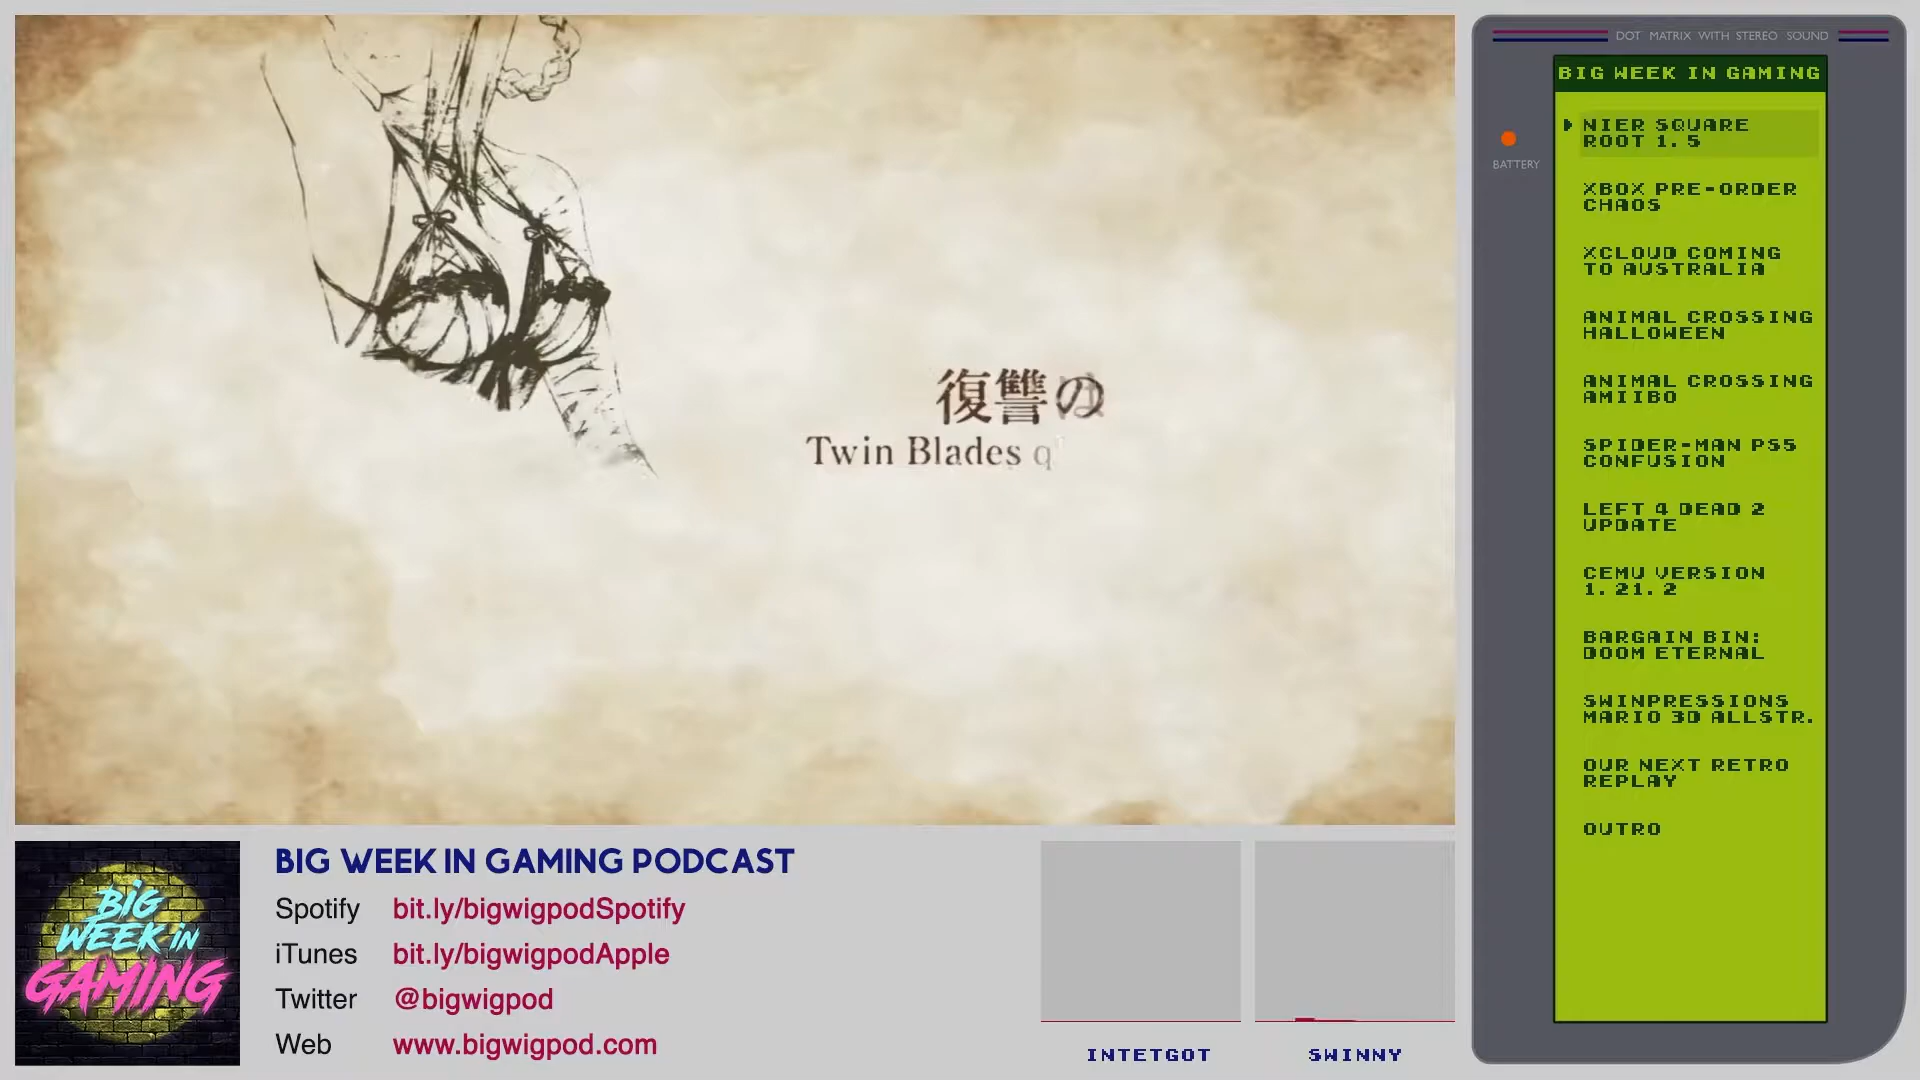 DOT MATRIX WITH STEREO SOUND
BIG WEEK IN GAMING
NIER SQUARE
ROOT 1.5
BATTERY
XBOX PRE-ORDER
CHAOS
XCLOUD COMING
TO AUSTRALIA
ANIMAL CROSSING
HALLOWEEN
ANIMAL CROSSING
AMIIBO
SPIDER-MAN PS5
CONFUSION
LEFT 4 DEAD 2
UPDATE
CEMU VERSION
1.21.2
BARGAIN BIN:
DOOM ETERNAL
SWINPRESSIONS
MARIO 3D ALLSTR.
OUR NEXT RETRO
REPLAY
OUTRO
復讐の
Twin Blades
BIG
WEEK IN
GAMING
BIG WEEK IN GAMING PODCAST
Spotify bit.ly/bigwigpodSpotify
iTunes bit.ly/bigwigpodApple
Twitter @bigwigpod
Web www.bigwigpod.com
INTETGOT
SWINNY